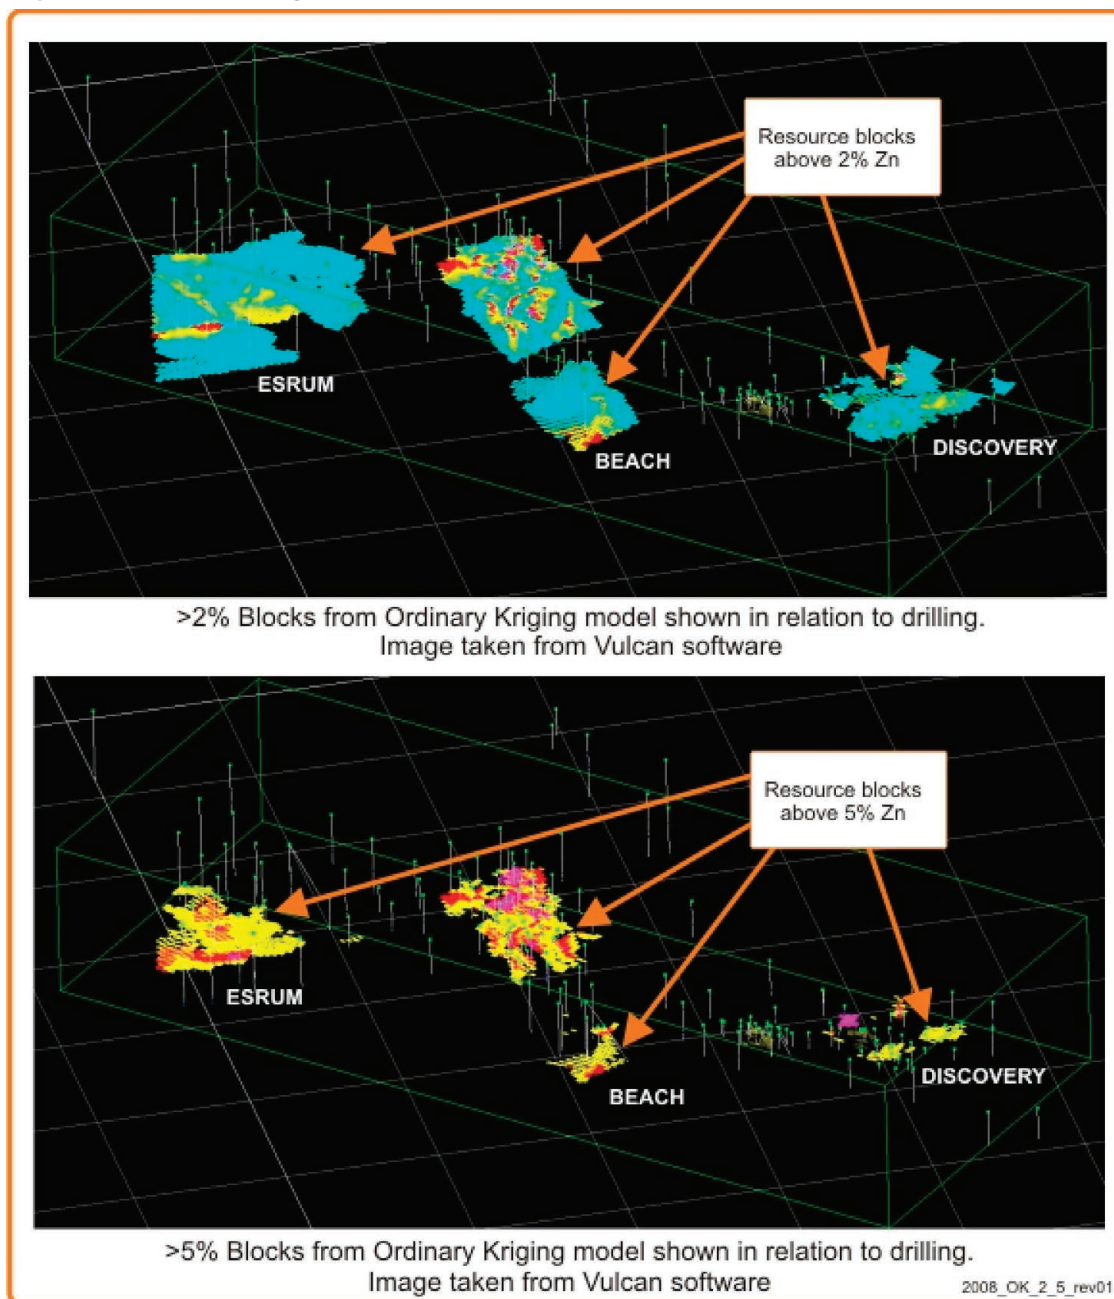 Resource blocks
above 2% Zn
ESRUM
BEACH
DISCOVERY
>2% Blocks from Ordinary Kriging model shown in relation to drilling.
Image taken from Vulcan software
Resource blocks
above 5% Zn
ESRUM
BEACH
DISCOVERY
>5% Blocks from Ordinary Kriging model shown in relation to drilling.
Image taken from Vulcan software
2008_OK_2_5_rev01